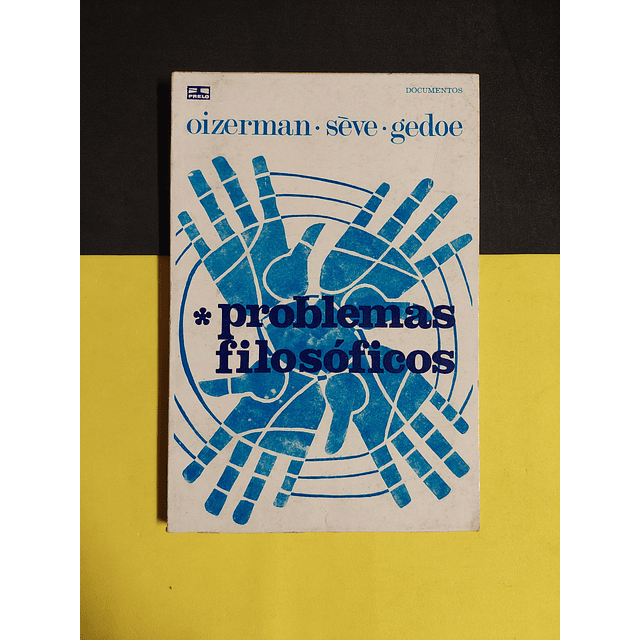 PRELO
DOCUMENTOS
oizerman · sève · gedoe
* problemas
filosóficos